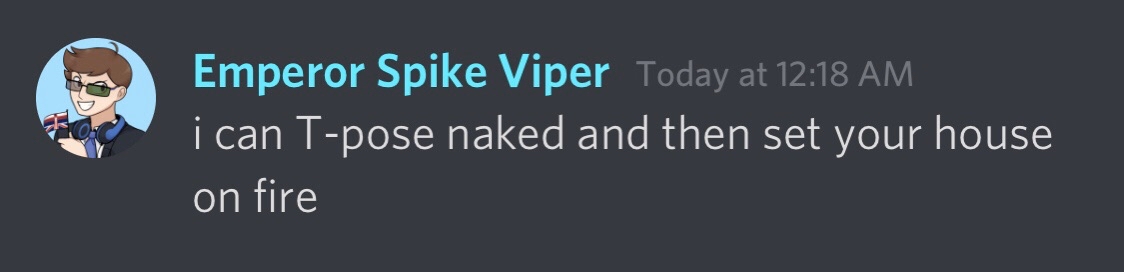 Emperor Spike Viper Today at 12:18 AM
i can T-pose naked and then set your house
on fire